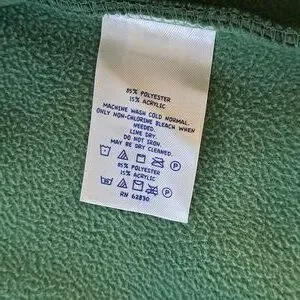 85% POLYESTER
15% ACRYLIC
MACHINE WASH COLD NORMAL.
ONLY NON-CHLORINE BLEACH WHEN
NEEDED.
LINE DRY.
DO NOT IRON.
MAY BE DRY CLEANED
85% POLYESTER
15% ACRYLIC
RN 62830